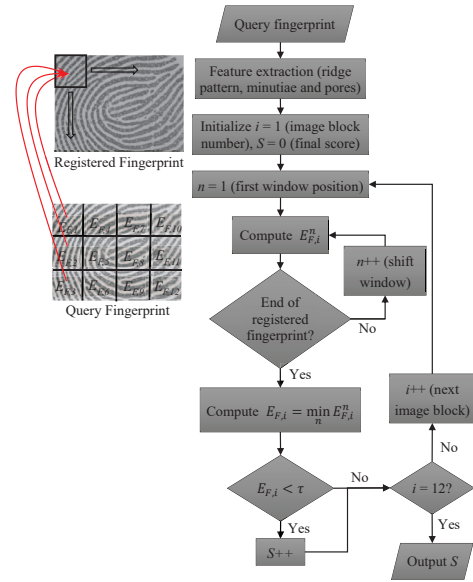 Query fingerprint
Feature extraction (ridge
pattern, minutiae and pores)
Initialize i = 1 (image block
number), S = 0 (final score)
n = 1 (first window position)
Compute E^n_{F,i}
n++ (shift
window)
End of
registered
fingerprint?
No
Yes
Compute E_{F,i} = min_n E^n_{F,i}
i++ (next
image block)
No
E_{F,i} < τ
No
i = 12?
Yes
S++
Yes
Output S
Registered Fingerprint
E_{F,1} E_{F,4} E_{F,7} E_{F,10}
E_{F,2} E_{F,5} E_{F,8} E_{F,11}
E_{F,3} E_{F,6} E_{F,9} E_{F,12}
Query Fingerprint